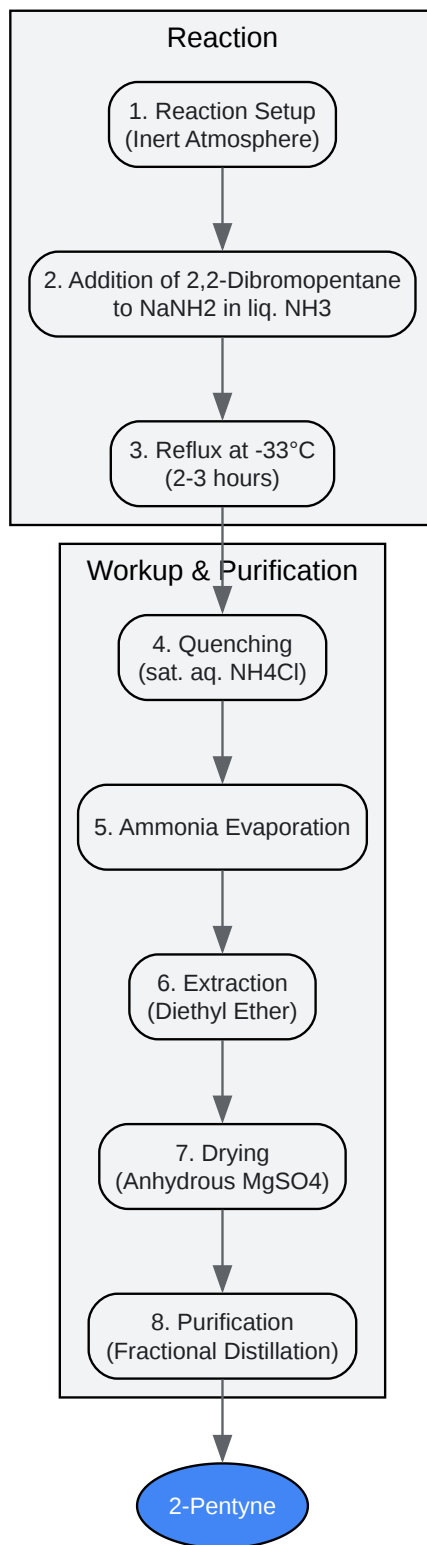 Reaction
1. Reaction Setup
(Inert Atmosphere)
2. Addition of 2,2-Dibromopentane
to NaNH2 in liq. NH3
3. Reflux at -33°C
(2-3 hours)
Workup & Purification
4. Quenching
(sat. aq. NH4Cl)
5. Ammonia Evaporation
6. Extraction
(Diethyl Ether)
7. Drying
(Anhydrous MgSO4)
8. Purification
(Fractional Distillation)
2-Pentyne